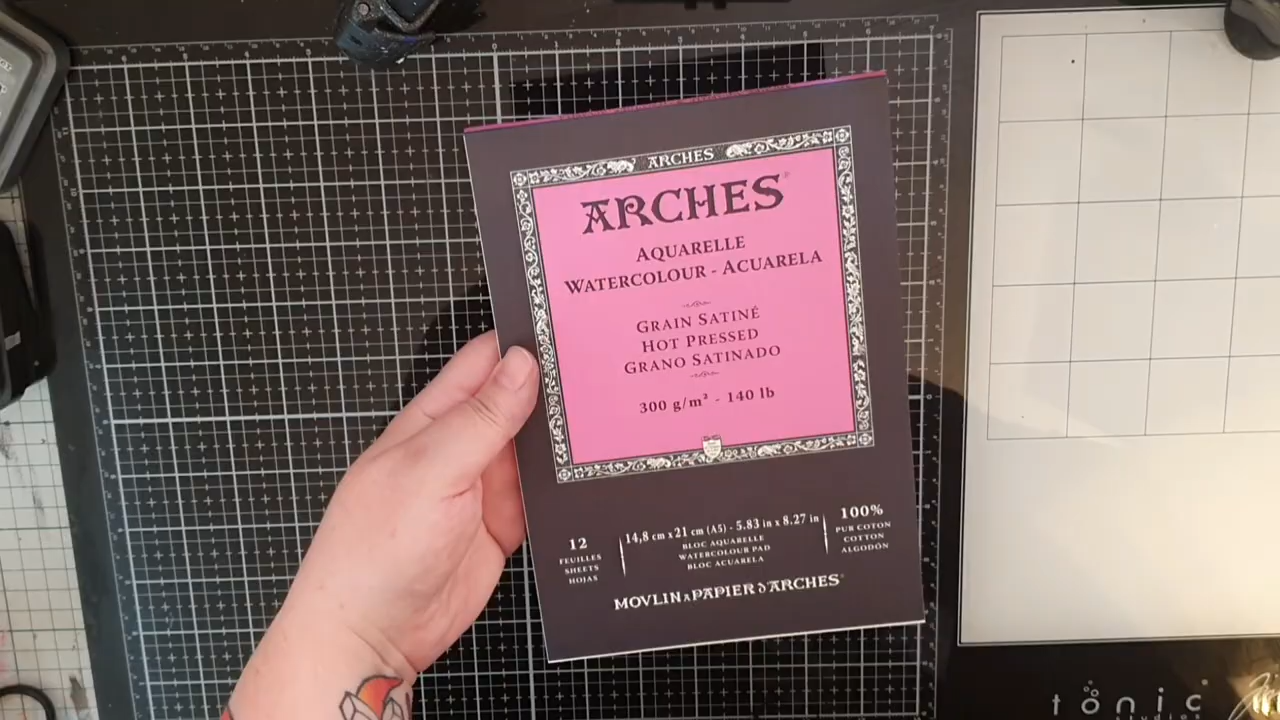 ARCHES
ARCHES®
AQUARELLE
WATERCOLOUR - ACUARELA
GRAIN SATINÉ
HOT PRESSED
GRANO SATINADO
300 g/m² - 140 lb
12
FEUILLES
SHEETS
HOJAS
14,8 cm x 21 cm (A5) - 5.83 in x 8.27 in
BLOC AQUARELLE
WATERCOLOUR PAD
BLOC ACUARELA
100%
PUR COTON
COTTON
ALGODÓN
MOVLIN À PAPIER D'ARCHES®
tonic